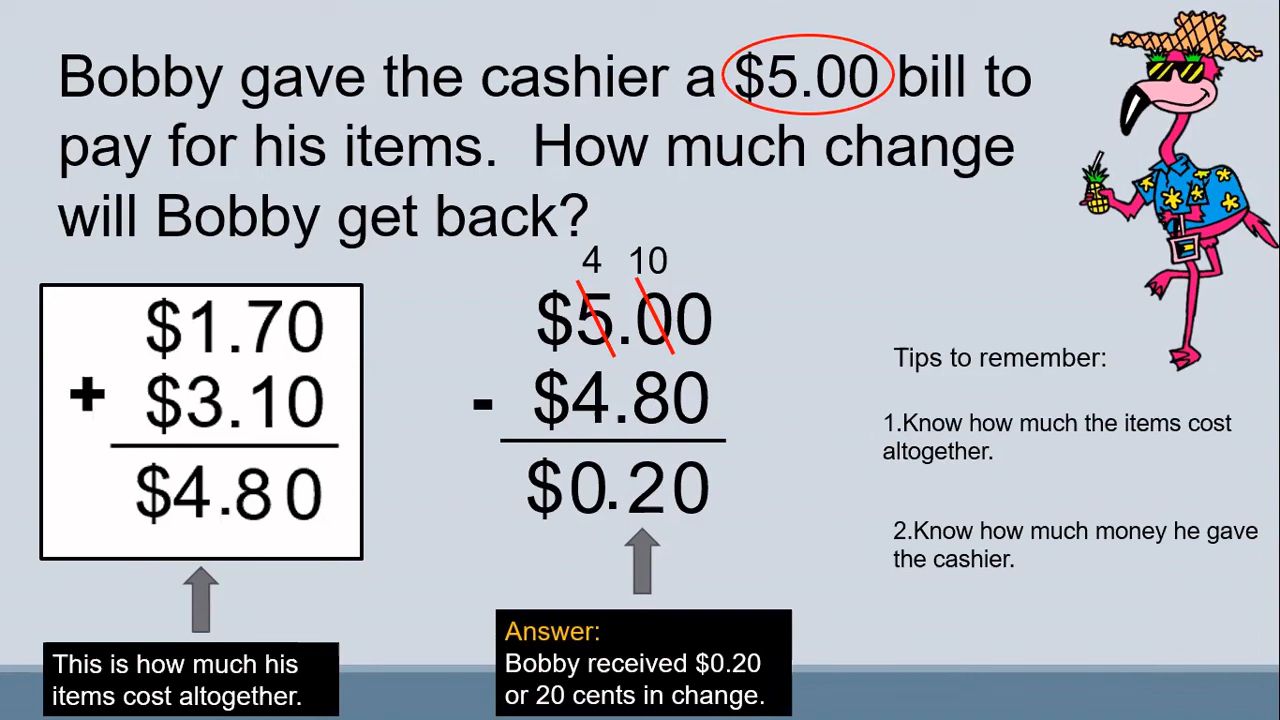 Bobby gave the cashier a $5.00 bill to
pay for his items.  How much change
will Bobby get back?
$1.70
+ $3.10
$4.80
This is how much his
items cost altogether.
4 10
$5.00
- $4.80
$0.20
Answer:
Bobby received $0.20
or 20 cents in change.
Tips to remember:
1.Know how much the items cost
altogether.
2.Know how much money he gave
the cashier.